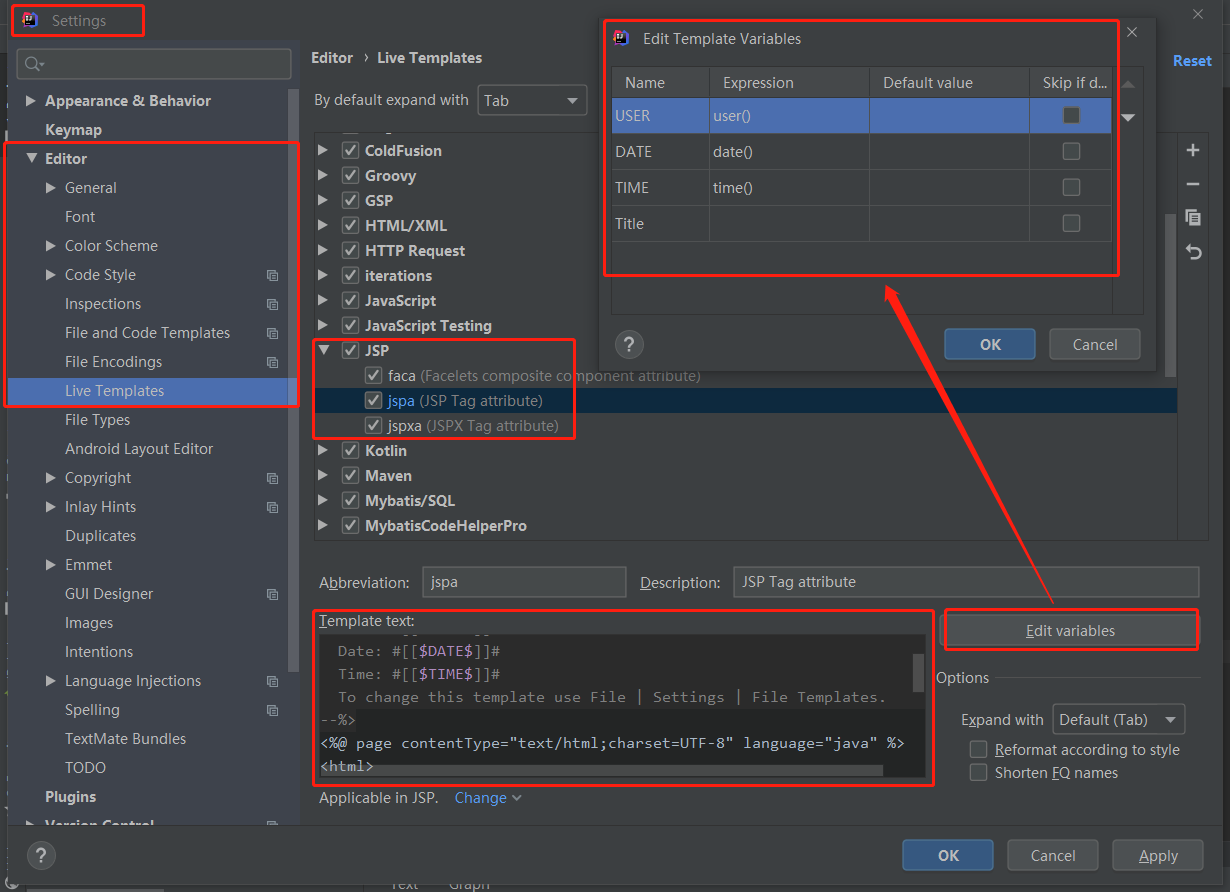 Settings
Appearance & Behavior
Keymap
Editor
General
Font
Color Scheme
Code Style
Inspections
File and Code Templates
File Encodings
Live Templates
File Types
Android Layout Editor
Copyright
Inlay Hints
Duplicates
Emmet
GUI Designer
Images
Intentions
Language Injections
Spelling
TextMate Bundles
TODO
Plugins
Version Control
Editor › Live Templates
Reset
By default expand with Tab
ColdFusion
Groovy
GSP
HTML/XML
HTTP Request
iterations
JavaScript
JavaScript Testing
JSP
faca (Facelets composite component attribute)
jspa (JSP Tag attribute)
jspxa (JSPX Tag attribute)
Kotlin
Maven
Mybatis/SQL
MybatisCodeHelperPro
Edit Template Variables
Name Expression Default value Skip if d...
USER user()
DATE date()
TIME time()
Title
? OK Cancel
Abbreviation: jspa Description: JSP Tag attribute
Template text:
Date: #[[$DATE$]]#
Time: #[[$TIME$]]#
To change this template use File | Settings | File Templates.
--%>
<%@ page contentType="text/html;charset=UTF-8" language="java" %>
<html>
Edit variables
Options
Expand with Default (Tab)
Reformat according to style
Shorten FQ names
Applicable in JSP. Change
? OK Cancel Apply
Text Graph